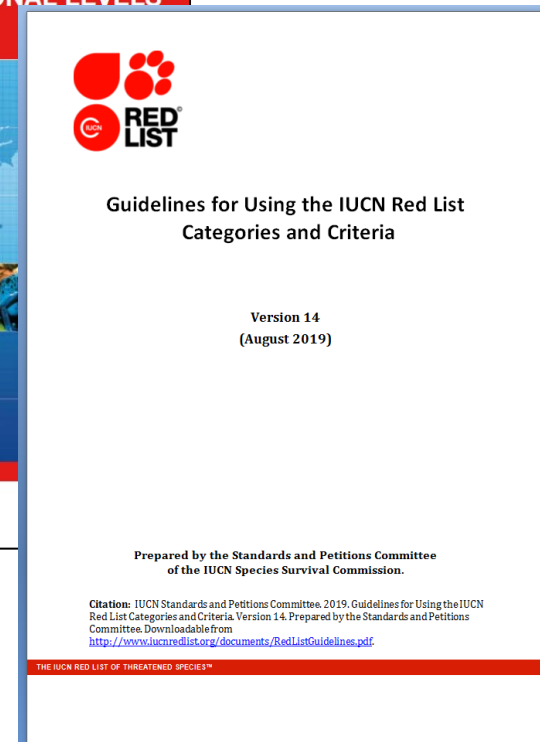 RED
LIST
IUCN
Guidelines for Using the IUCN Red List
Categories and Criteria
Version 14
(August 2019)
Prepared by the Standards and Petitions Committee
of the IUCN Species Survival Commission.
Citation: IUCN Standards and Petitions Committee. 2019. Guidelines for Using the IUCN
Red List Categories and Criteria. Version 14. Prepared by the Standards and Petitions
Committee. Downloadable from
http://www.iucnredlist.org/documents/RedListGuidelines.pdf.
THE IUCN RED LIST OF THREATENED SPECIES™